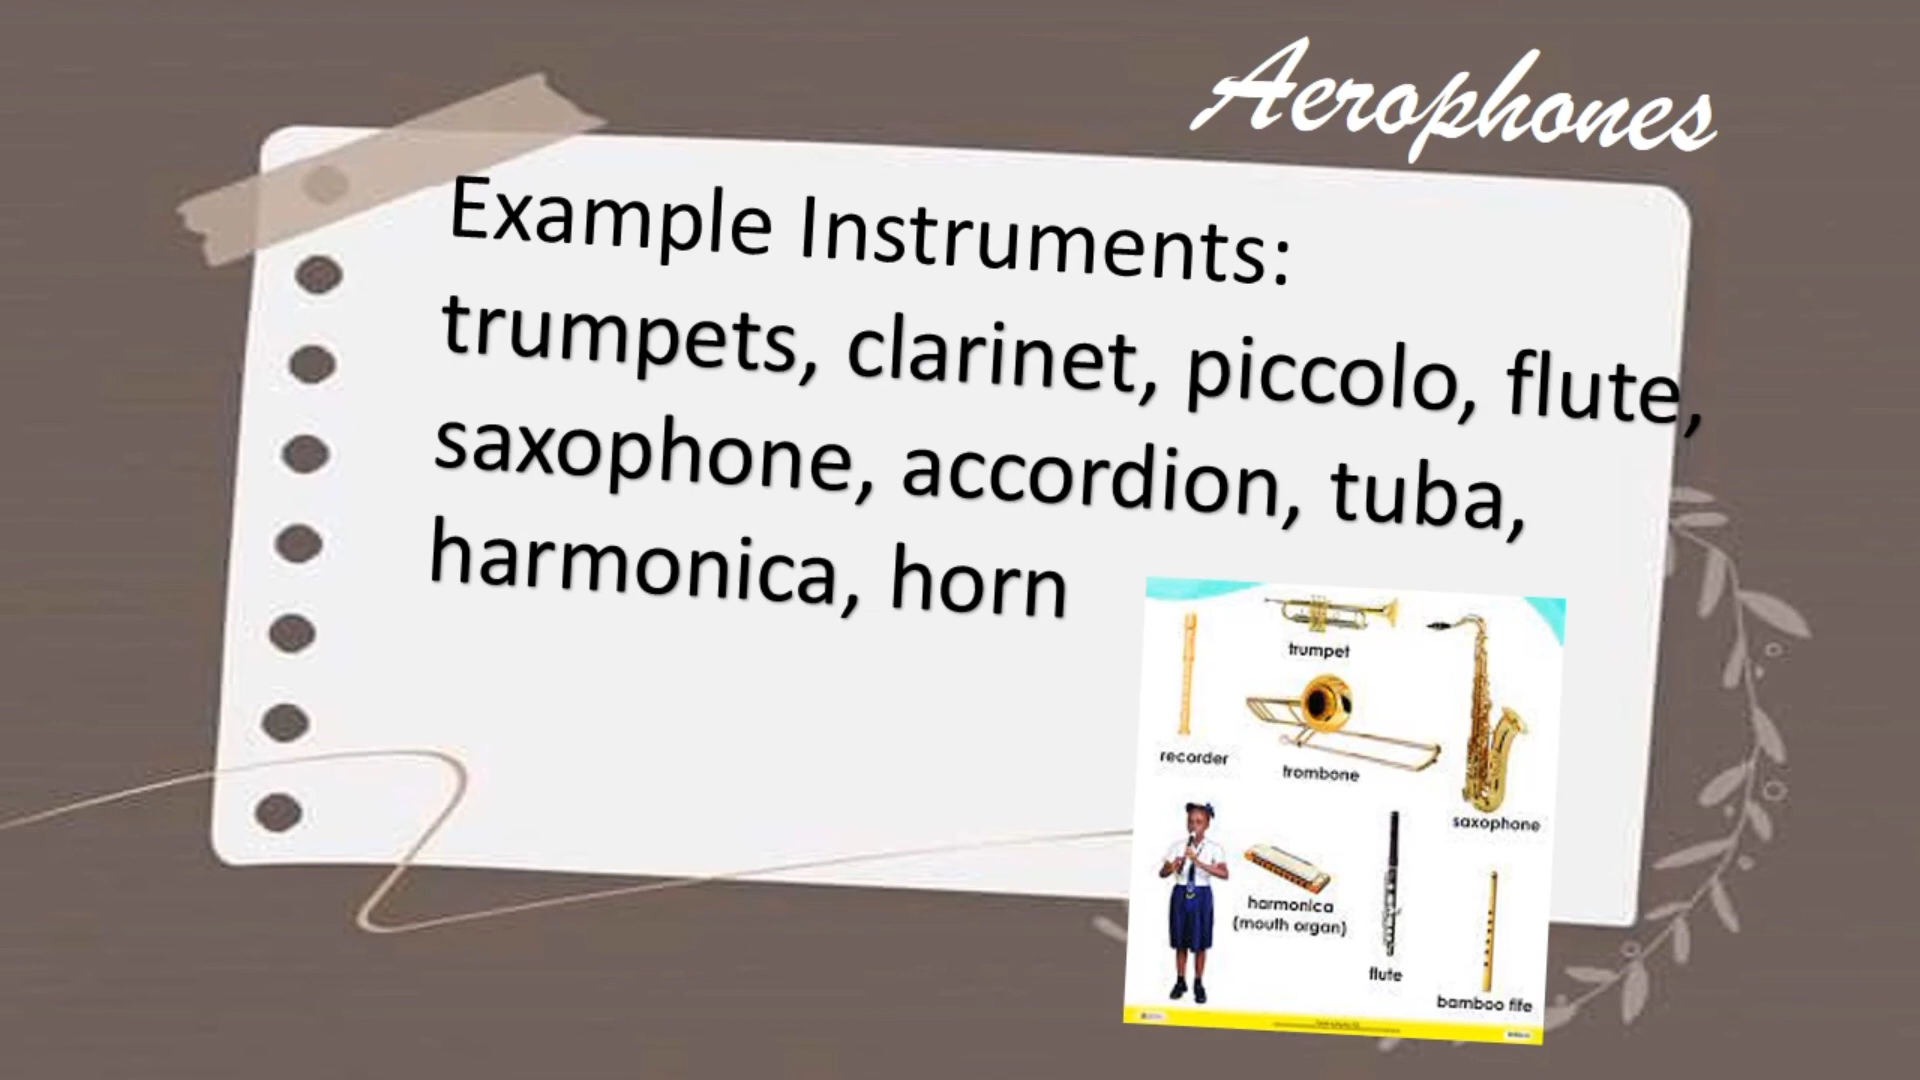 Aerophones
Example Instruments:
trumpets, clarinet, piccolo, flute,
saxophone, accordion, tuba,
harmonica, horn
trumpet
recorder
trombone
saxophone
harmonica
(mouth organ)
flute
bamboo fife